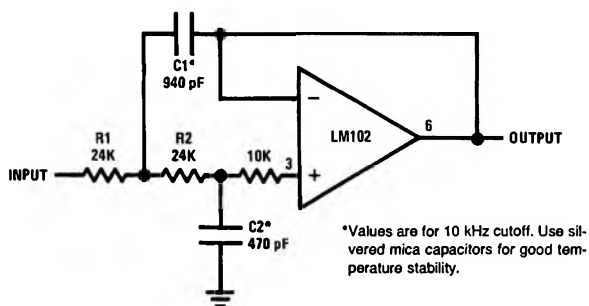 C1*
940 pF
−
LM102
6
OUTPUT
R1
24K
R2
24K
10K
3
+
INPUT
C2*
470 pF
*Values are for 10 kHz cutoff. Use sil-
vered mica capacitors for good tem-
perature stability.